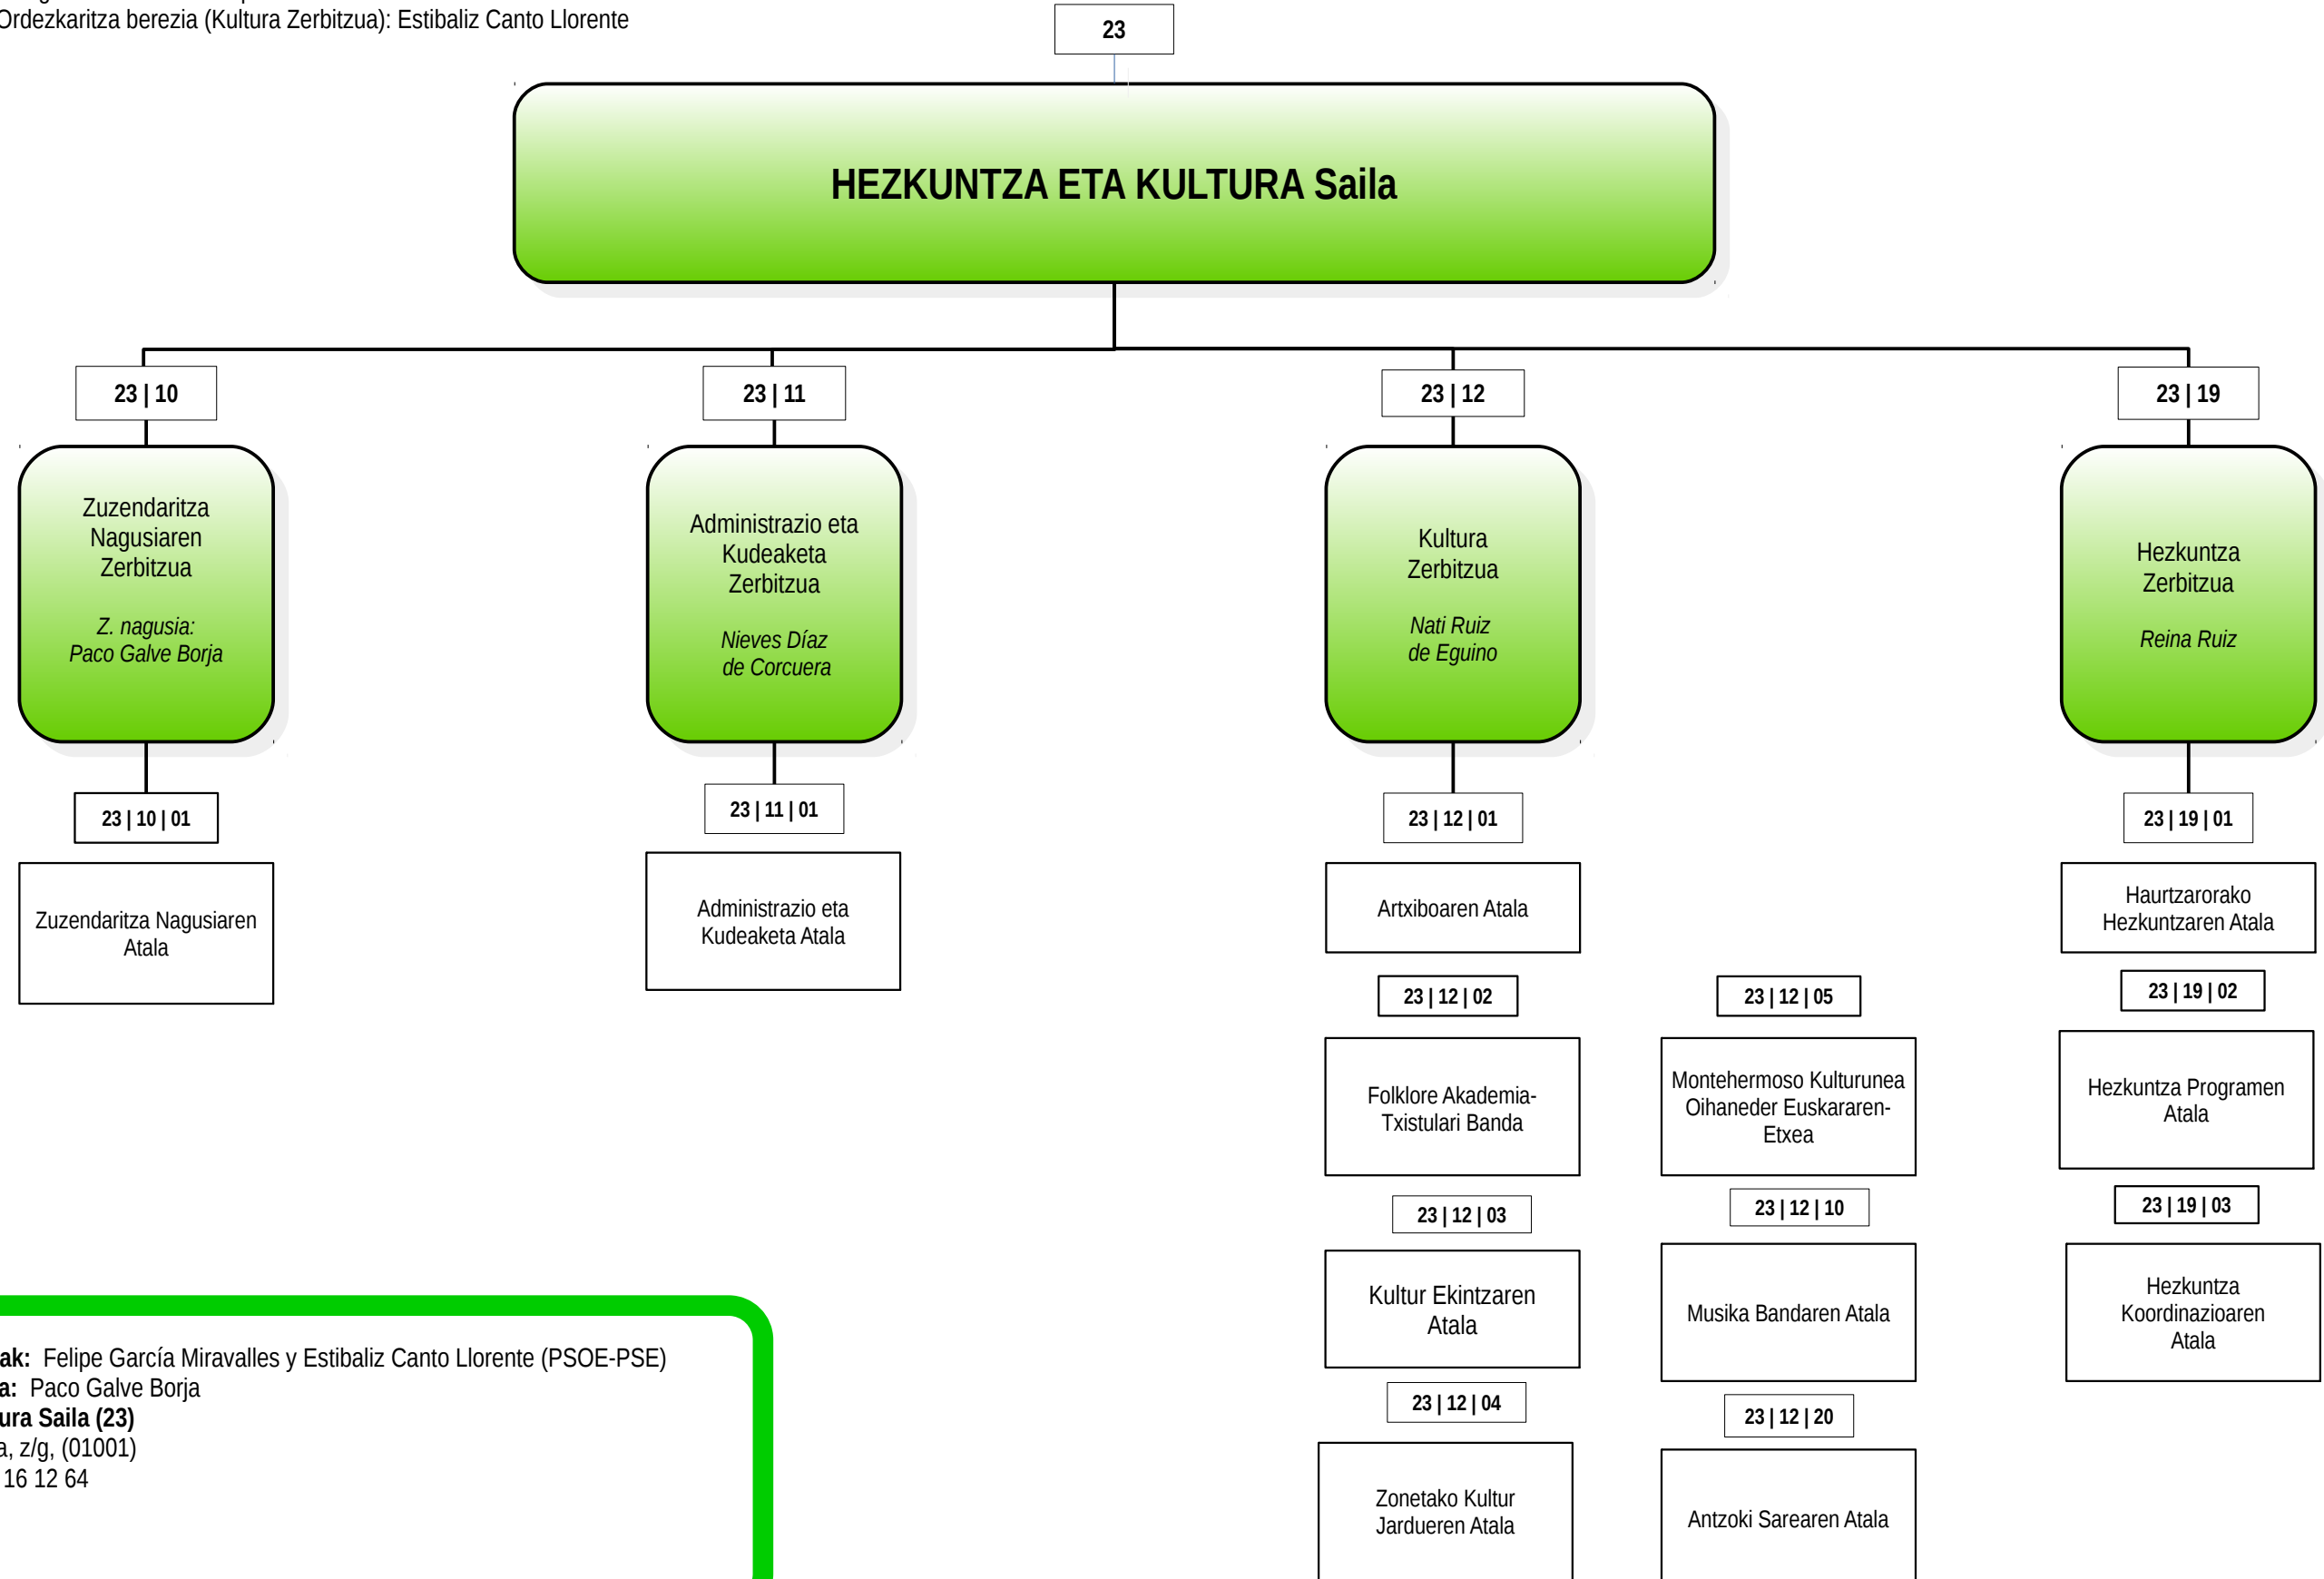 Ordezkaritza berezia (Kultura Zerbitzua): Estibaliz Canto Llorente
23
HEZKUNTZA ETA KULTURA Saila
23 | 10
23 | 11
23 | 12
23 | 19
Zuzendaritza
Nagusiaren
Zerbitzua
Z. nagusia:
Paco Galve Borja
Administrazio eta
Kudeaketa
Zerbitzua
Nieves Díaz
de Corcuera
Kultura
Zerbitzua
Nati Ruiz
de Eguino
Hezkuntza
Zerbitzua
Reina Ruiz
23 | 10 | 01
Zuzendaritza Nagusiaren
Atala
23 | 11 | 01
Administrazio eta
Kudeaketa Atala
23 | 12 | 01
Artxiboaren Atala
23 | 12 | 02
Folklore Akademia-
Txistulari Banda
23 | 12 | 03
Kultur Ekintzaren
Atala
23 | 12 | 04
Zonetako Kultur
Jardueren Atala
23 | 12 | 05
Montehermoso Kulturunea
Oihaneder Euskararen-
Etxea
23 | 12 | 10
Musika Bandaren Atala
23 | 12 | 20
Antzoki Sarearen Atala
23 | 19 | 01
Haurtzarorako
Hezkuntzaren Atala
23 | 19 | 02
Hezkuntza Programen
Atala
23 | 19 | 03
Hezkuntza
Koordinazioaren
Atala
ak: Felipe García Miravalles y Estibaliz Canto Llorente (PSOE-PSE)
a: Paco Galve Borja
ura Saila (23)
a, z/g, (01001)
16 12 64